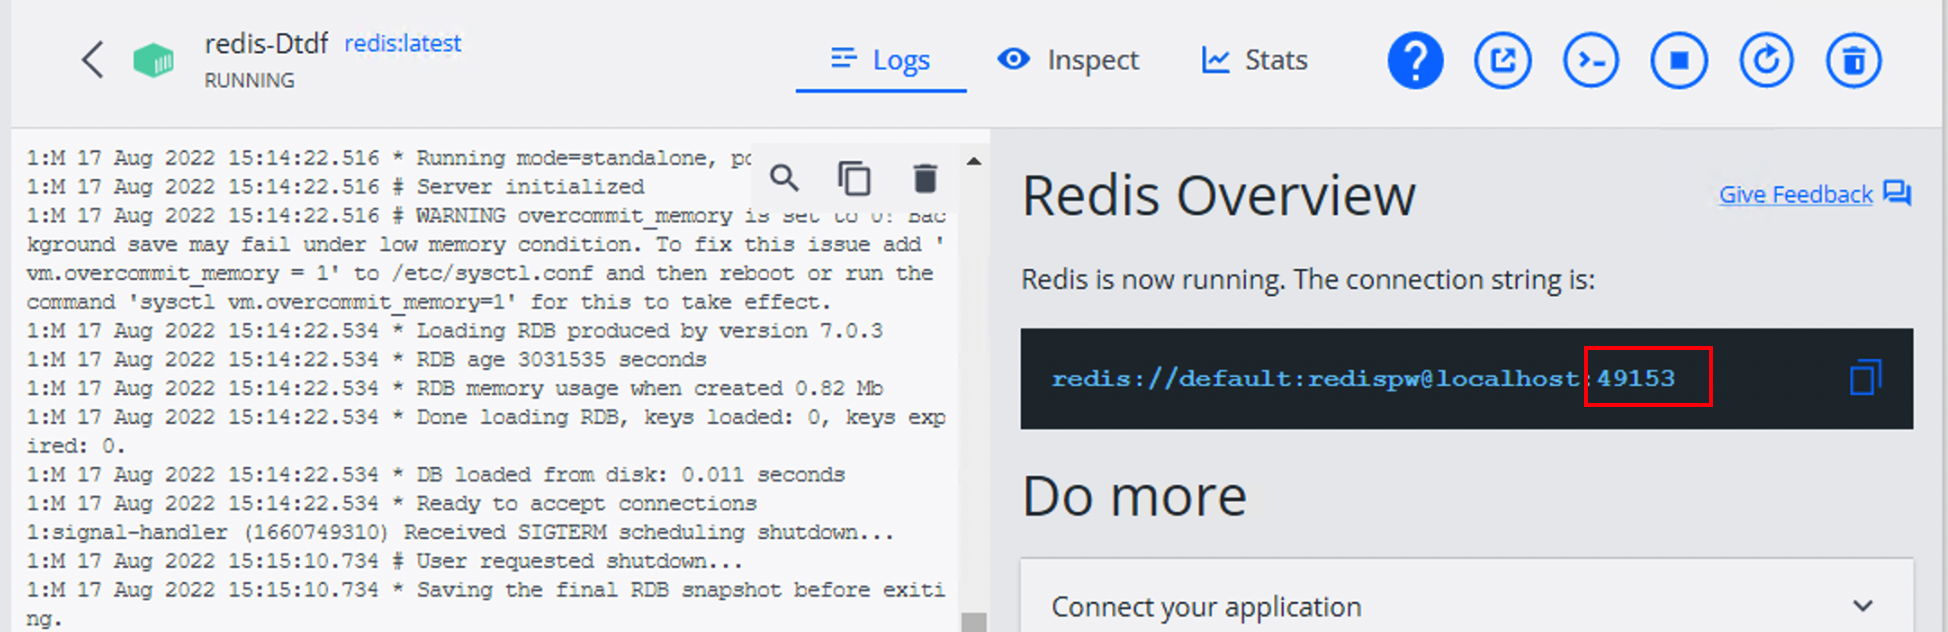 redis-Dtdf redis:latest
RUNNING
Logs
Inspect
Stats
1:M 17 Aug 2022 15:14:22.516 * Running mode=standalone,
1:M 17 Aug 2022 15:14:22.516 # Server initialized
1:M 17 Aug 2022 15:14:22.516 # WARNING overcommit_memory is set to 0! Bac
kground save may fail under low memory condition. To fix this issue add '
vm.overcommit_memory = 1' to /etc/sysctl.conf and then reboot or run the
command 'sysctl vm.overcommit_memory=1' for this to take effect.
1:M 17 Aug 2022 15:14:22.534 * Loading RDB produced by version 7.0.3
1:M 17 Aug 2022 15:14:22.534 * RDB age 3031535 seconds
1:M 17 Aug 2022 15:14:22.534 * RDB memory usage when created 0.82 Mb
1:M 17 Aug 2022 15:14:22.534 * Done loading RDB, keys loaded: 0, keys exp
ired: 0.
1:M 17 Aug 2022 15:14:22.534 * DB loaded from disk: 0.011 seconds
1:M 17 Aug 2022 15:14:22.534 * Ready to accept connections
1:signal-handler (1660749310) Received SIGTERM scheduling shutdown...
1:M 17 Aug 2022 15:15:10.734 # User requested shutdown...
1:M 17 Aug 2022 15:15:10.734 * Saving the final RDB snapshot before exiti
ng.
Redis Overview
Give Feedback
Redis is now running. The connection string is:
redis://default:redispw@localhost:49153
Do more
Connect your application